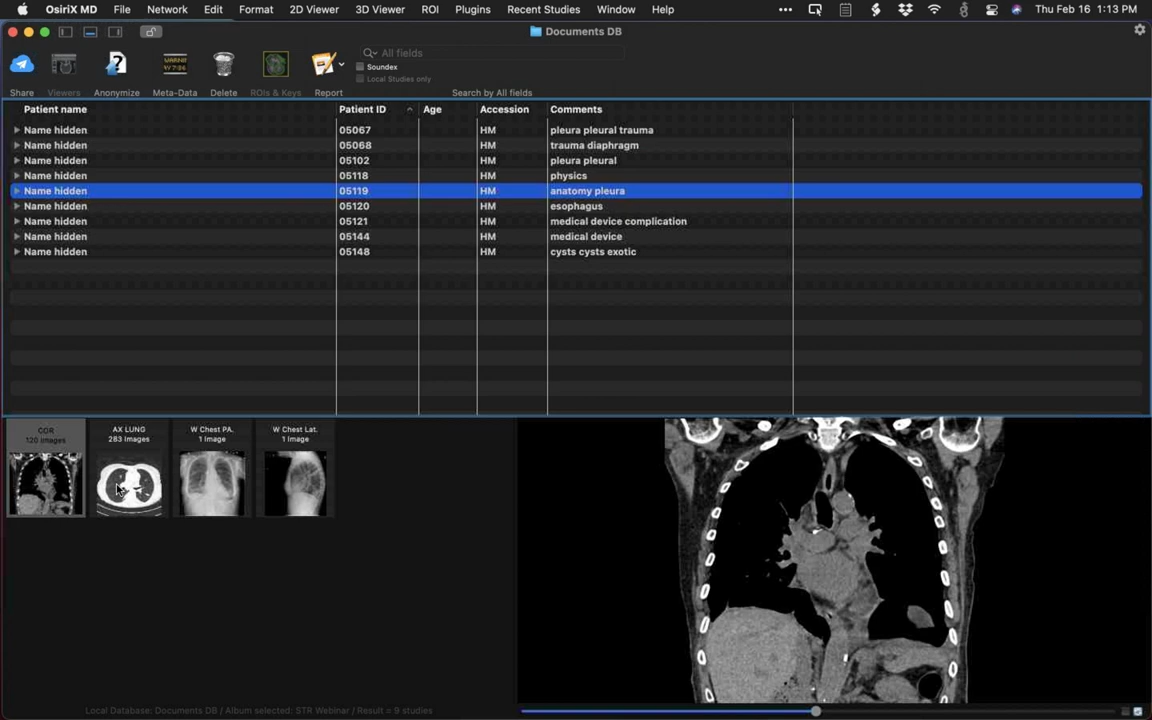 OsiriX MD File Network Edit Format 2D Viewer 3D Viewer ROI Plugins Recent Studies Window Help Thu Feb 16 1:13 PM
Documents DB
All fields
Soundex
Local Studies only
Share Viewers Anonymize Meta-Data Delete ROIs & Keys Report Search by All fields
Patient name Patient ID Age Accession Comments
Name hidden 05067 HM pleura pleural trauma
Name hidden 05068 HM trauma diaphragm
Name hidden 05102 HM pleura pleural
Name hidden 05118 HM physics
Name hidden 05119 HM anatomy pleura
Name hidden 05120 HM esophagus
Name hidden 05121 HM medical device complication
Name hidden 05144 HM medical device
Name hidden 05148 HM cysts cysts exotic
COR AX LUNG W Chest PA. W Chest Lat.
120 Images 283 Images 1 Image 1 Image
Local Database: Documents DB / Album selected: STR Webinar / Result = 9 studies